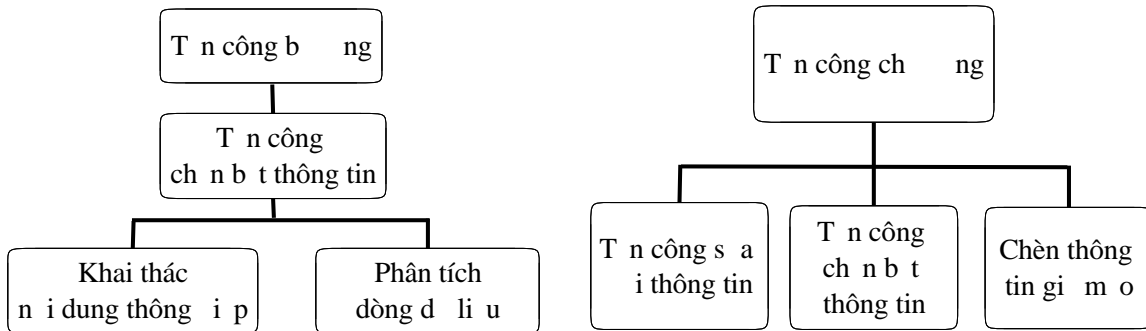 T n công b ng
T n công
ch n b t thông tin
Khai thác
n i dung thông i p
Phân tích
dòng d li u
T n công ch ng
T n công s a
i thông tin
T n công
ch n b t
thông tin
Chèn thông
tin gi m o